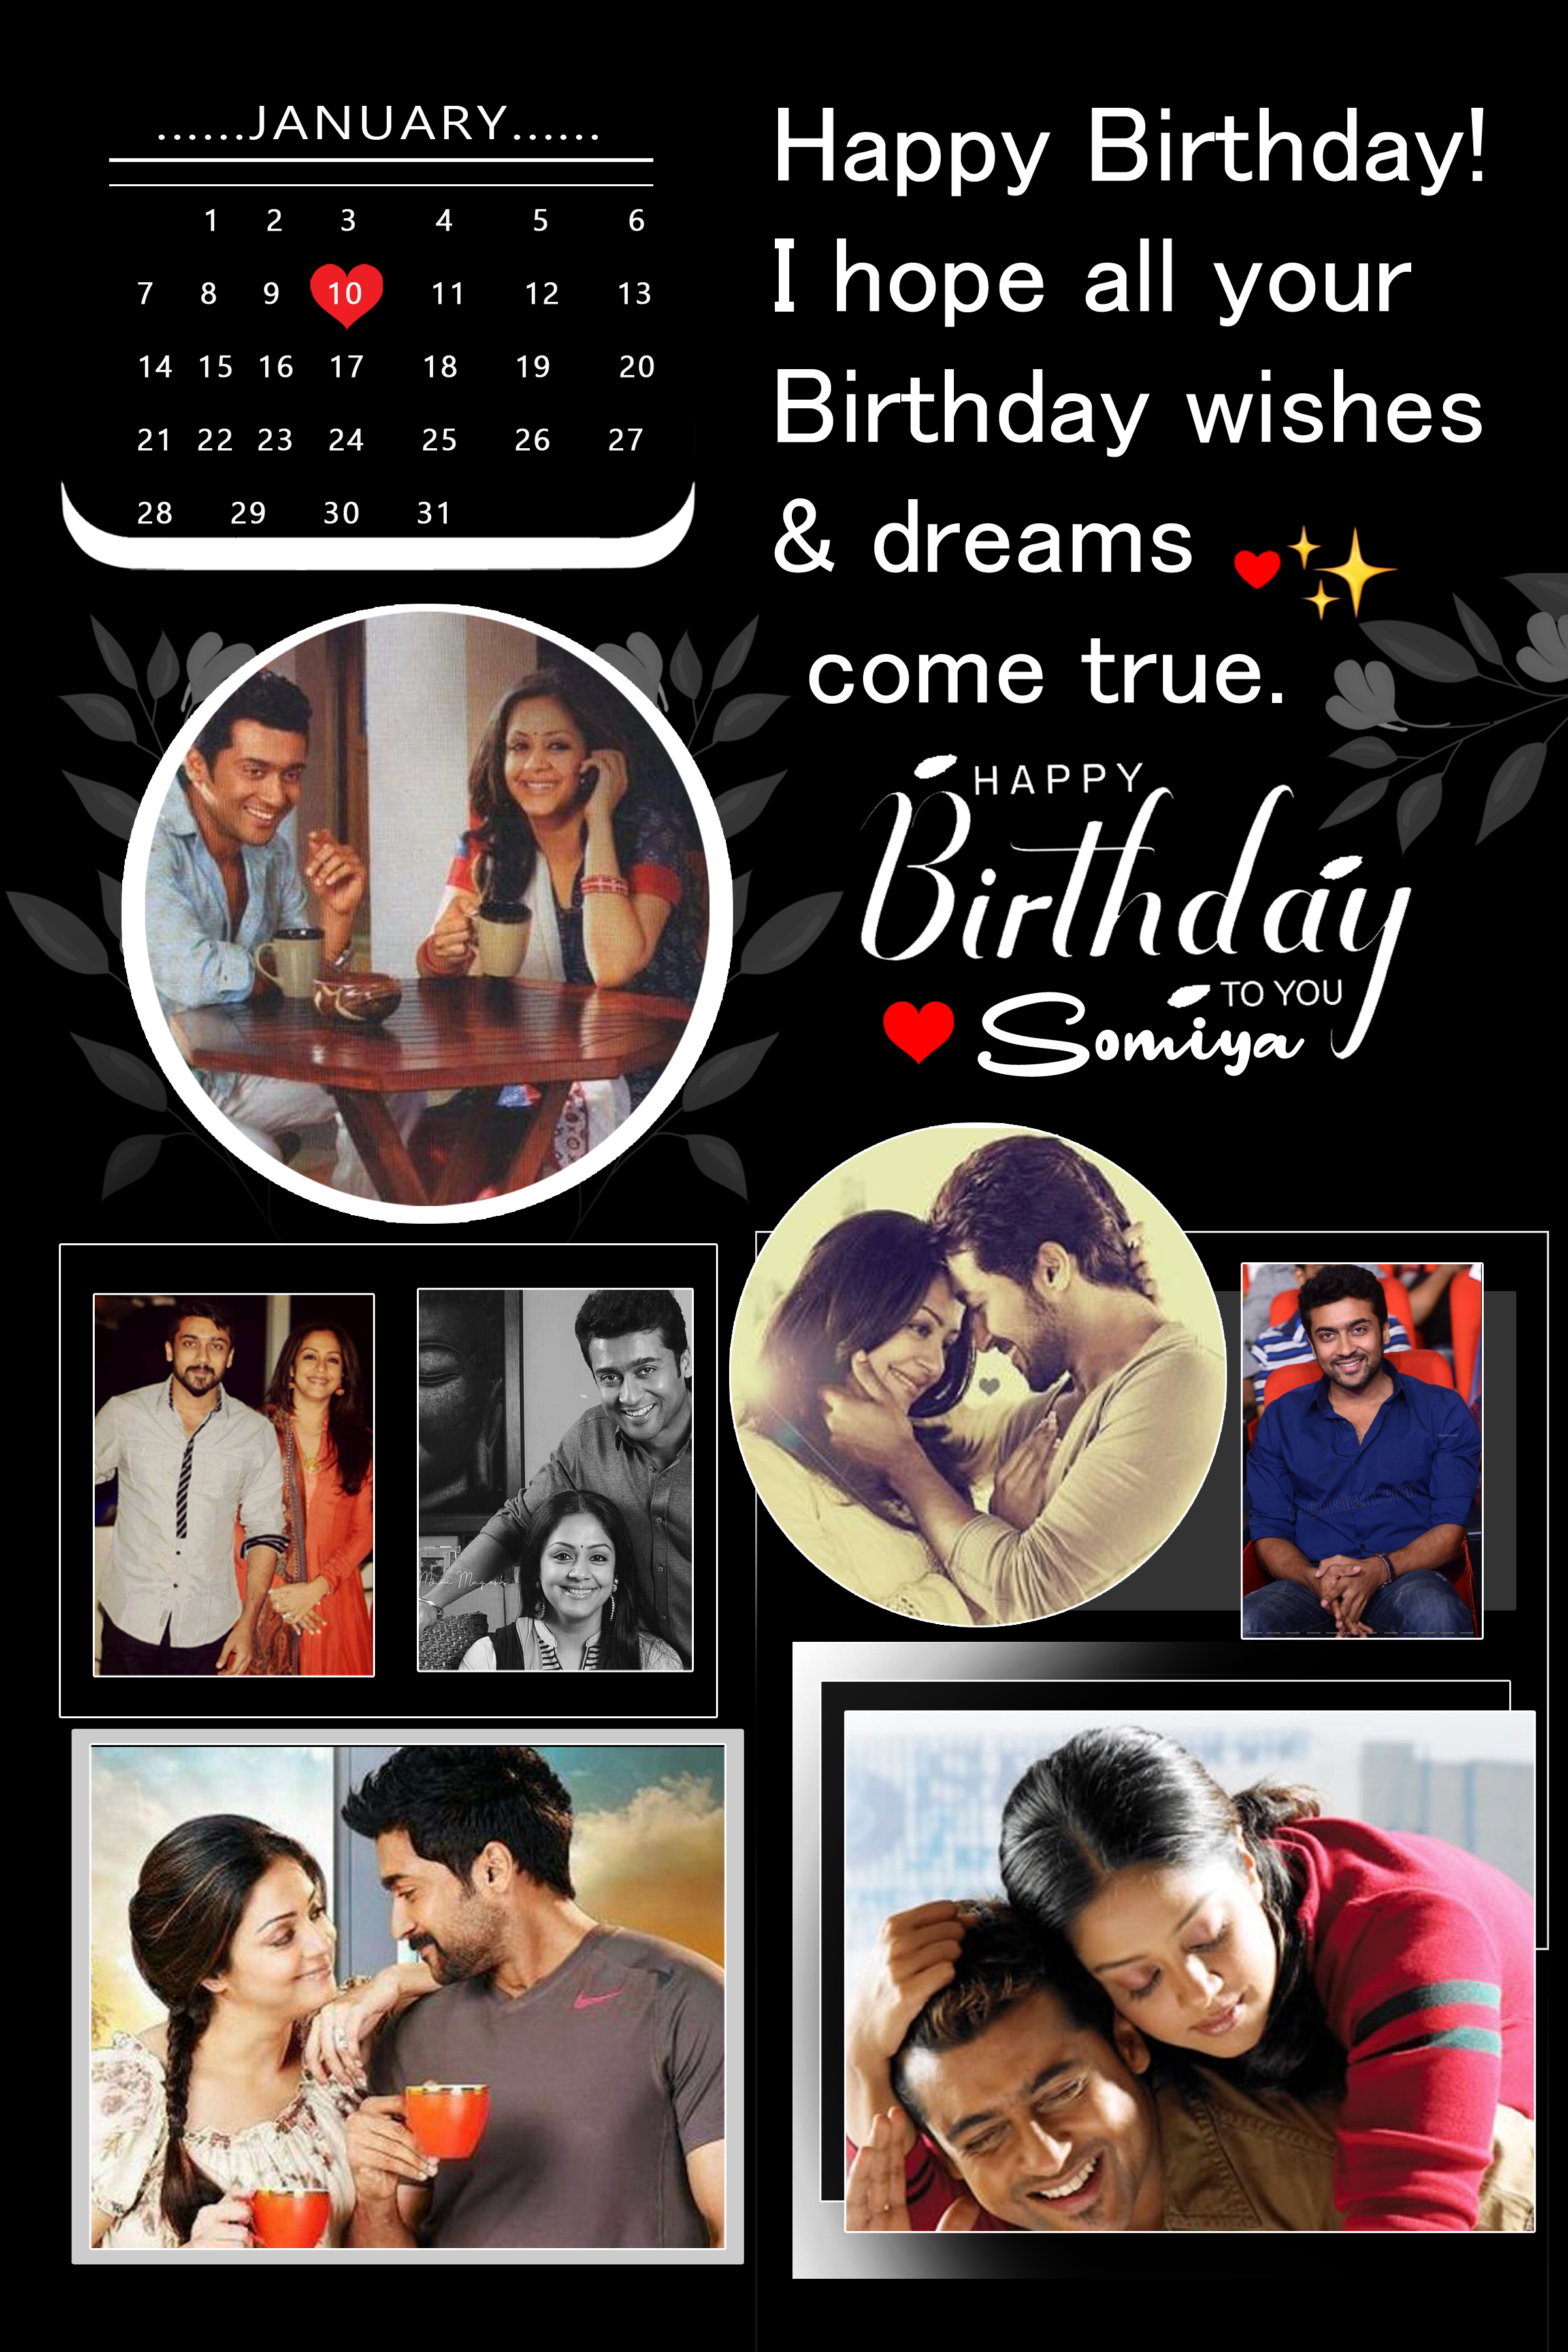 ......JANUARY......
1 2 3 4 5 6
7 8 9 10 11 12 13
14 15 16 17 18 19 20
21 22 23 24 25 26 27
28 29 30 31
Happy Birthday!
I hope all your
Birthday wishes
& dreams
come true.
HAPPY
Birthday
TO YOU
Somiya